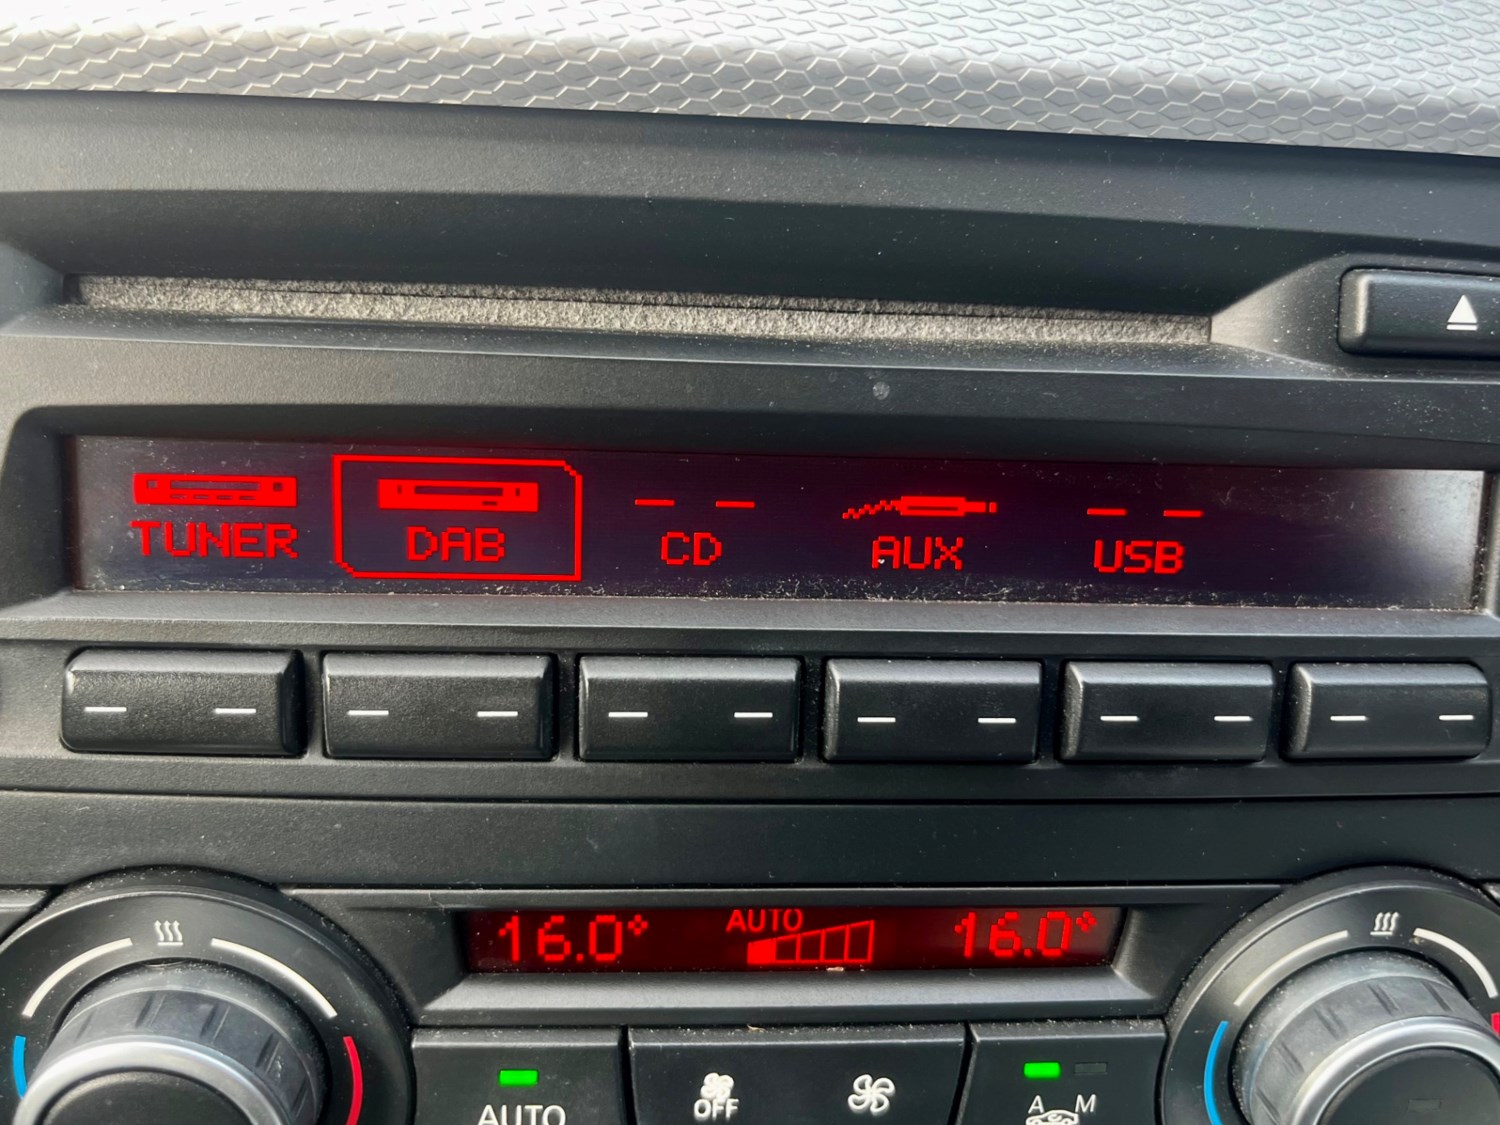 TUNER DAB CD AUX USB
16.0° AUTO 16.0°
AUTO OFF A M